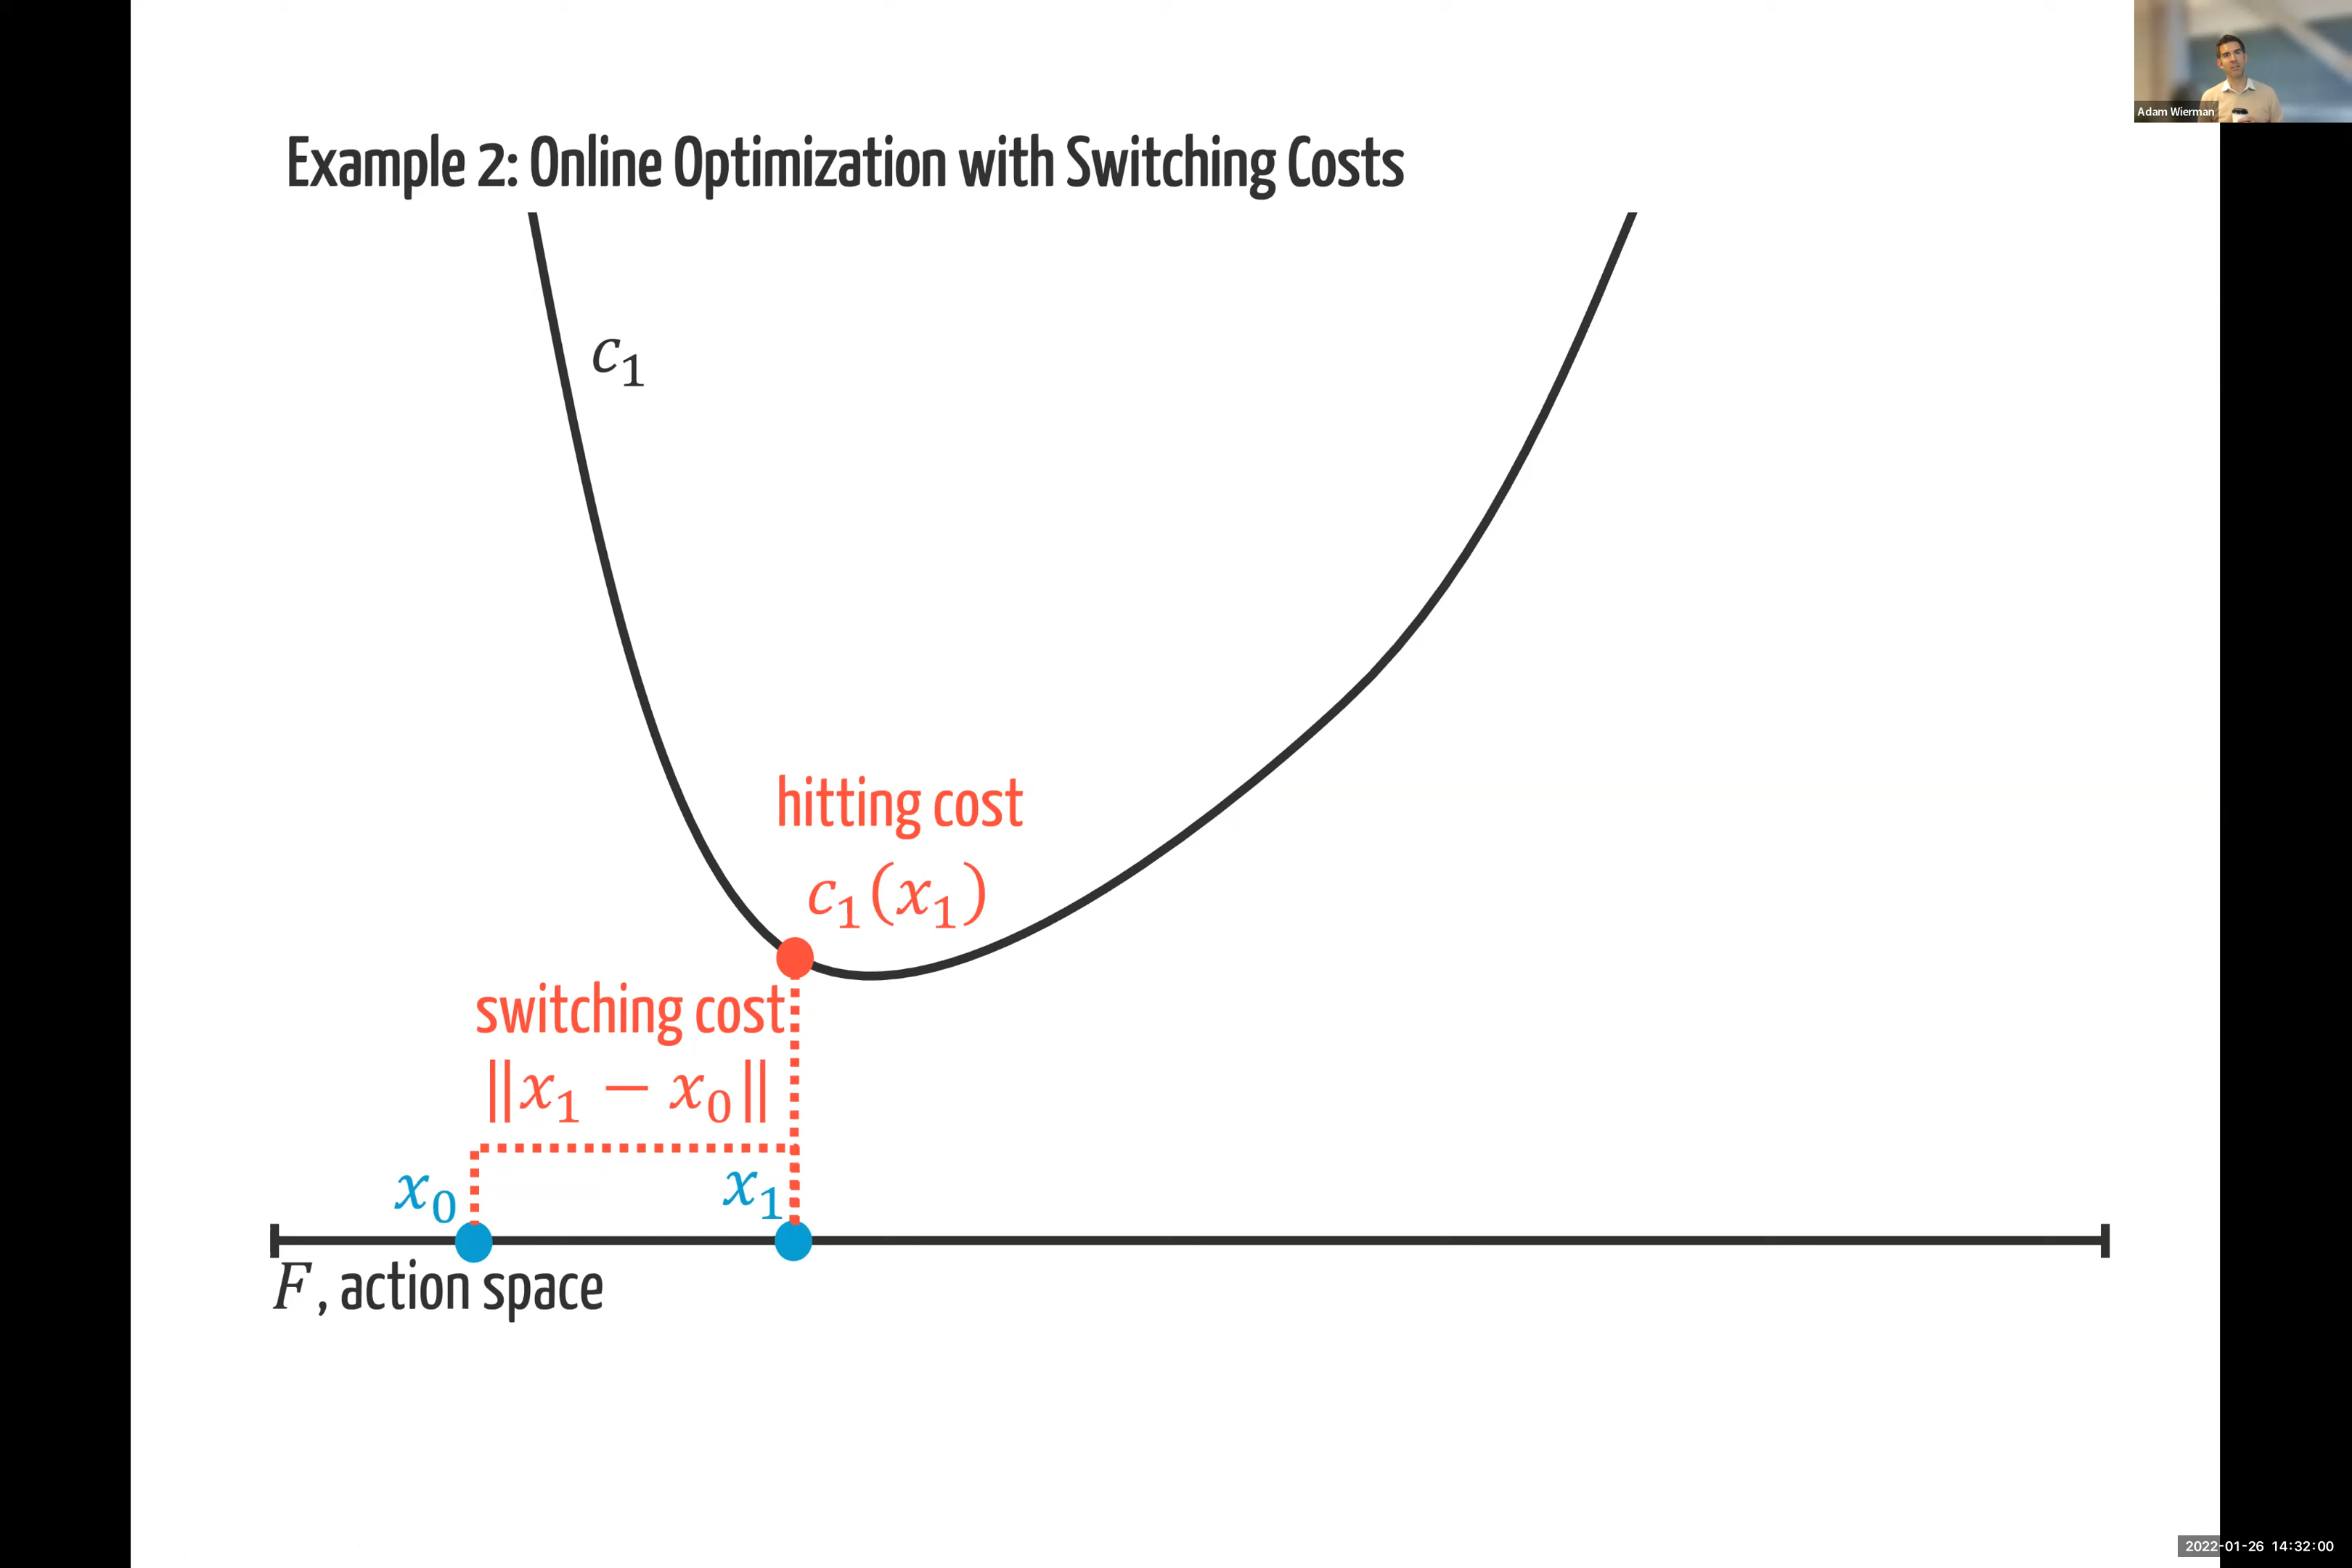 Adam Wierman
Example 2: Online Optimization with Switching Costs
c₁
hitting cost
c₁(x₁)
switching cost
‖x₁ − x₀‖
x₀
x₁
F, action space
2022-01-26 14:32:00